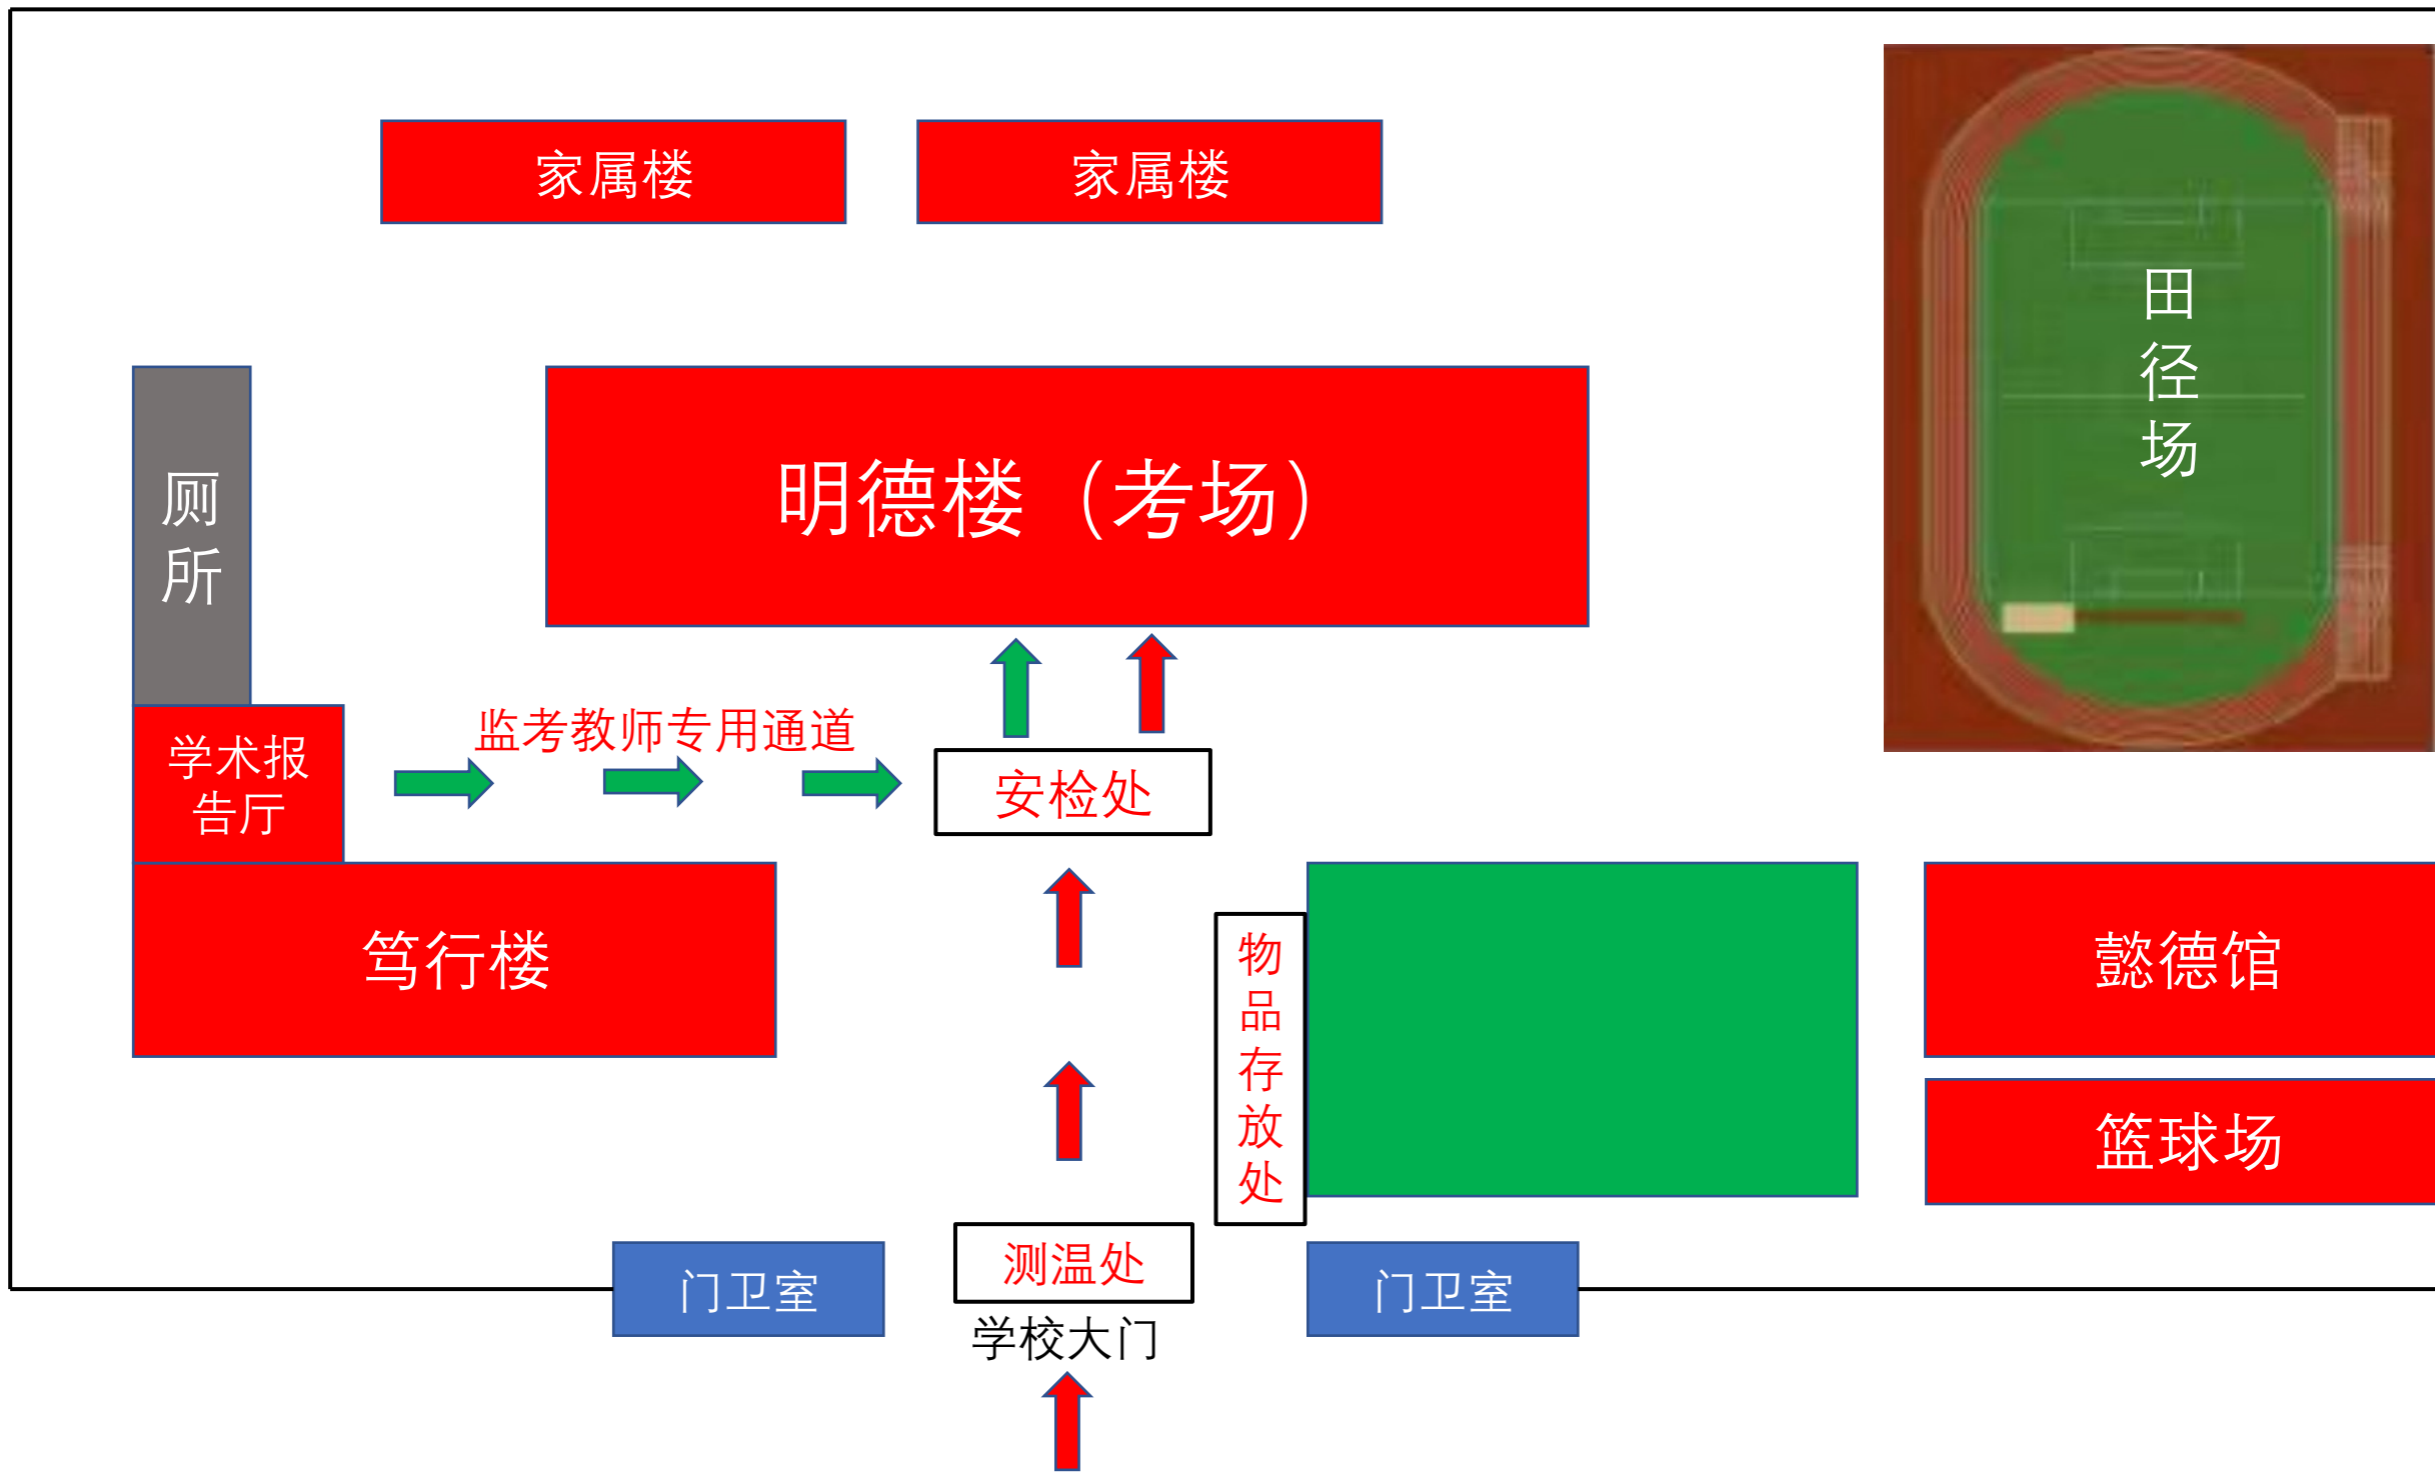 家属楼
家属楼
田
径
场
明德楼（考场）
厕
所
监考教师专用通道
学术报
告厅
安检处
笃行楼
物
品
存
放
处
懿德馆
篮球场
测温处
门卫室
门卫室
学校大门